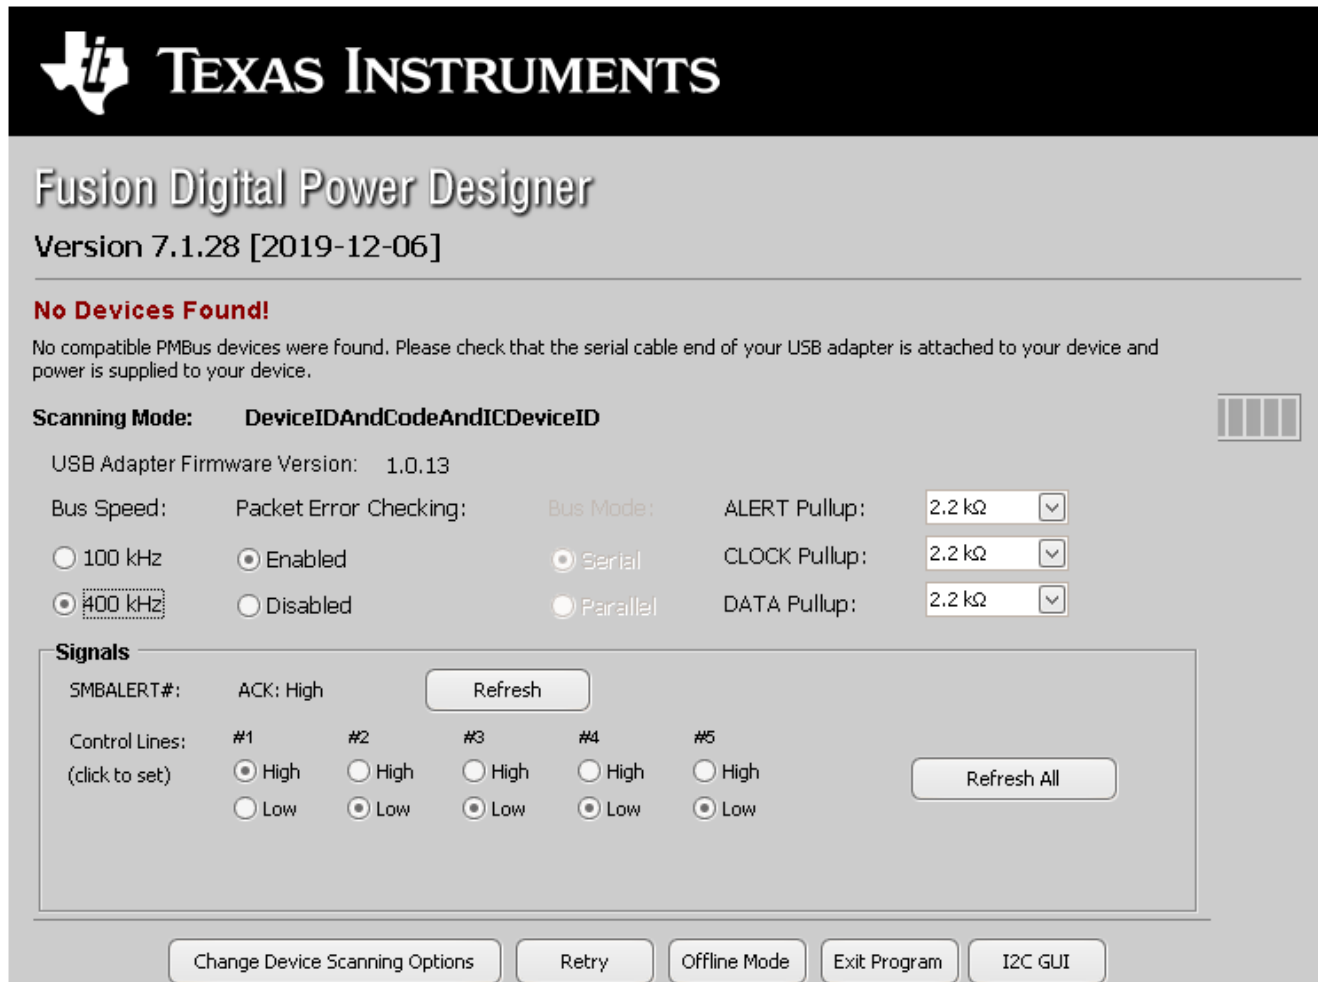 TEXAS INSTRUMENTS
Fusion Digital Power Designer
Version 7.1.28 [2019-12-06]
No Devices Found!
No compatible PMBus devices were found. Please check that the serial cable end of your USB adapter is attached to your device and
power is supplied to your device.
Scanning Mode: DeviceIDAndCodeAndICDeviceID
USB Adapter Firmware Version: 1.0.13
Bus Speed: Packet Error Checking: Bus Mode: ALERT Pullup: 2.2 kΩ
100 kHz Enabled Serial CLOCK Pullup: 2.2 kΩ
400 kHz Disabled Parallel DATA Pullup: 2.2 kΩ
Signals
SMBALERT#: ACK: High Refresh
Control Lines: #1 #2 #3 #4 #5
(click to set) High High High High High Refresh All
Low Low Low Low Low
Change Device Scanning Options Retry Offline Mode Exit Program I2C GUI